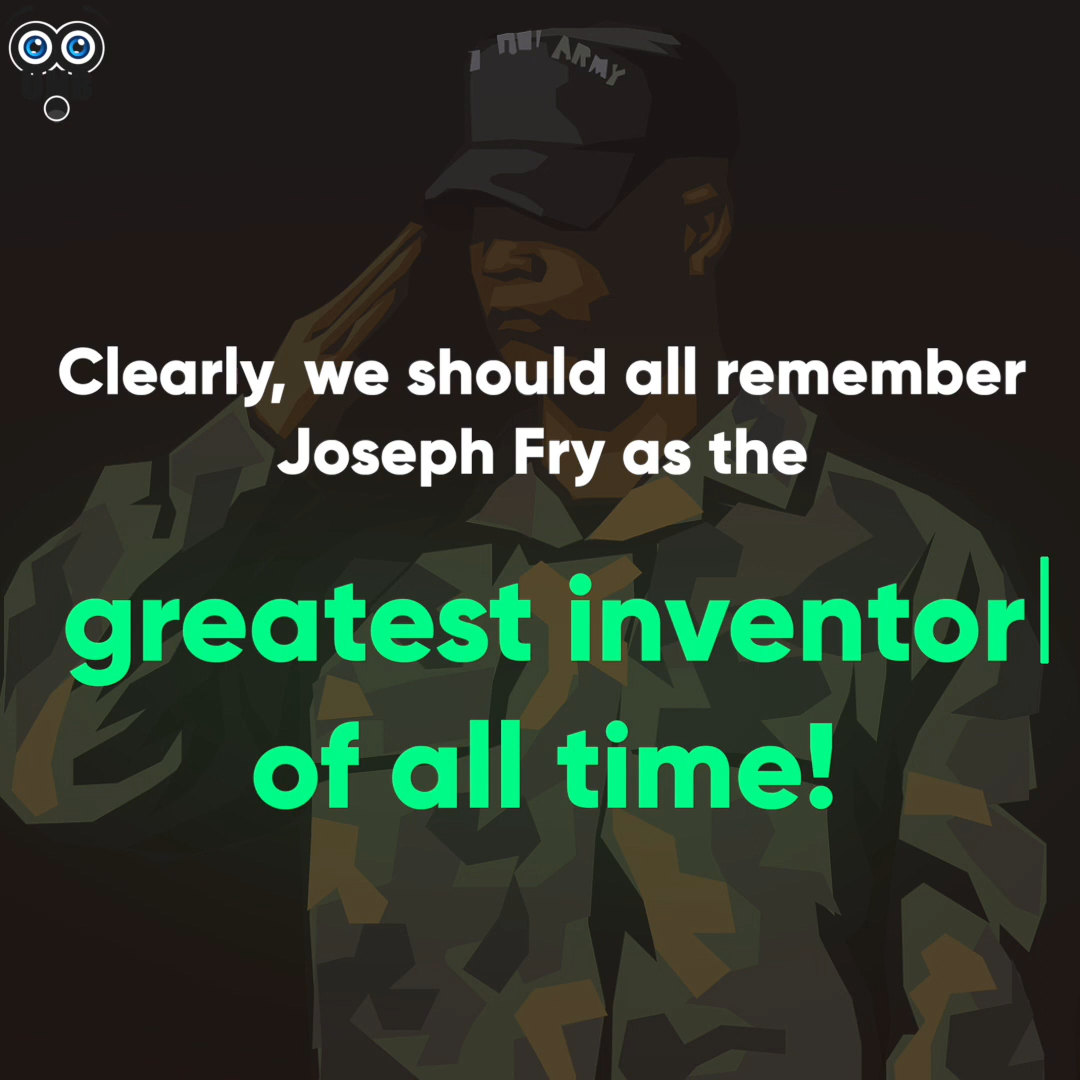 ARMY
Clearly, we should all remember
Joseph Fry as the
greatest inventor
of all time!